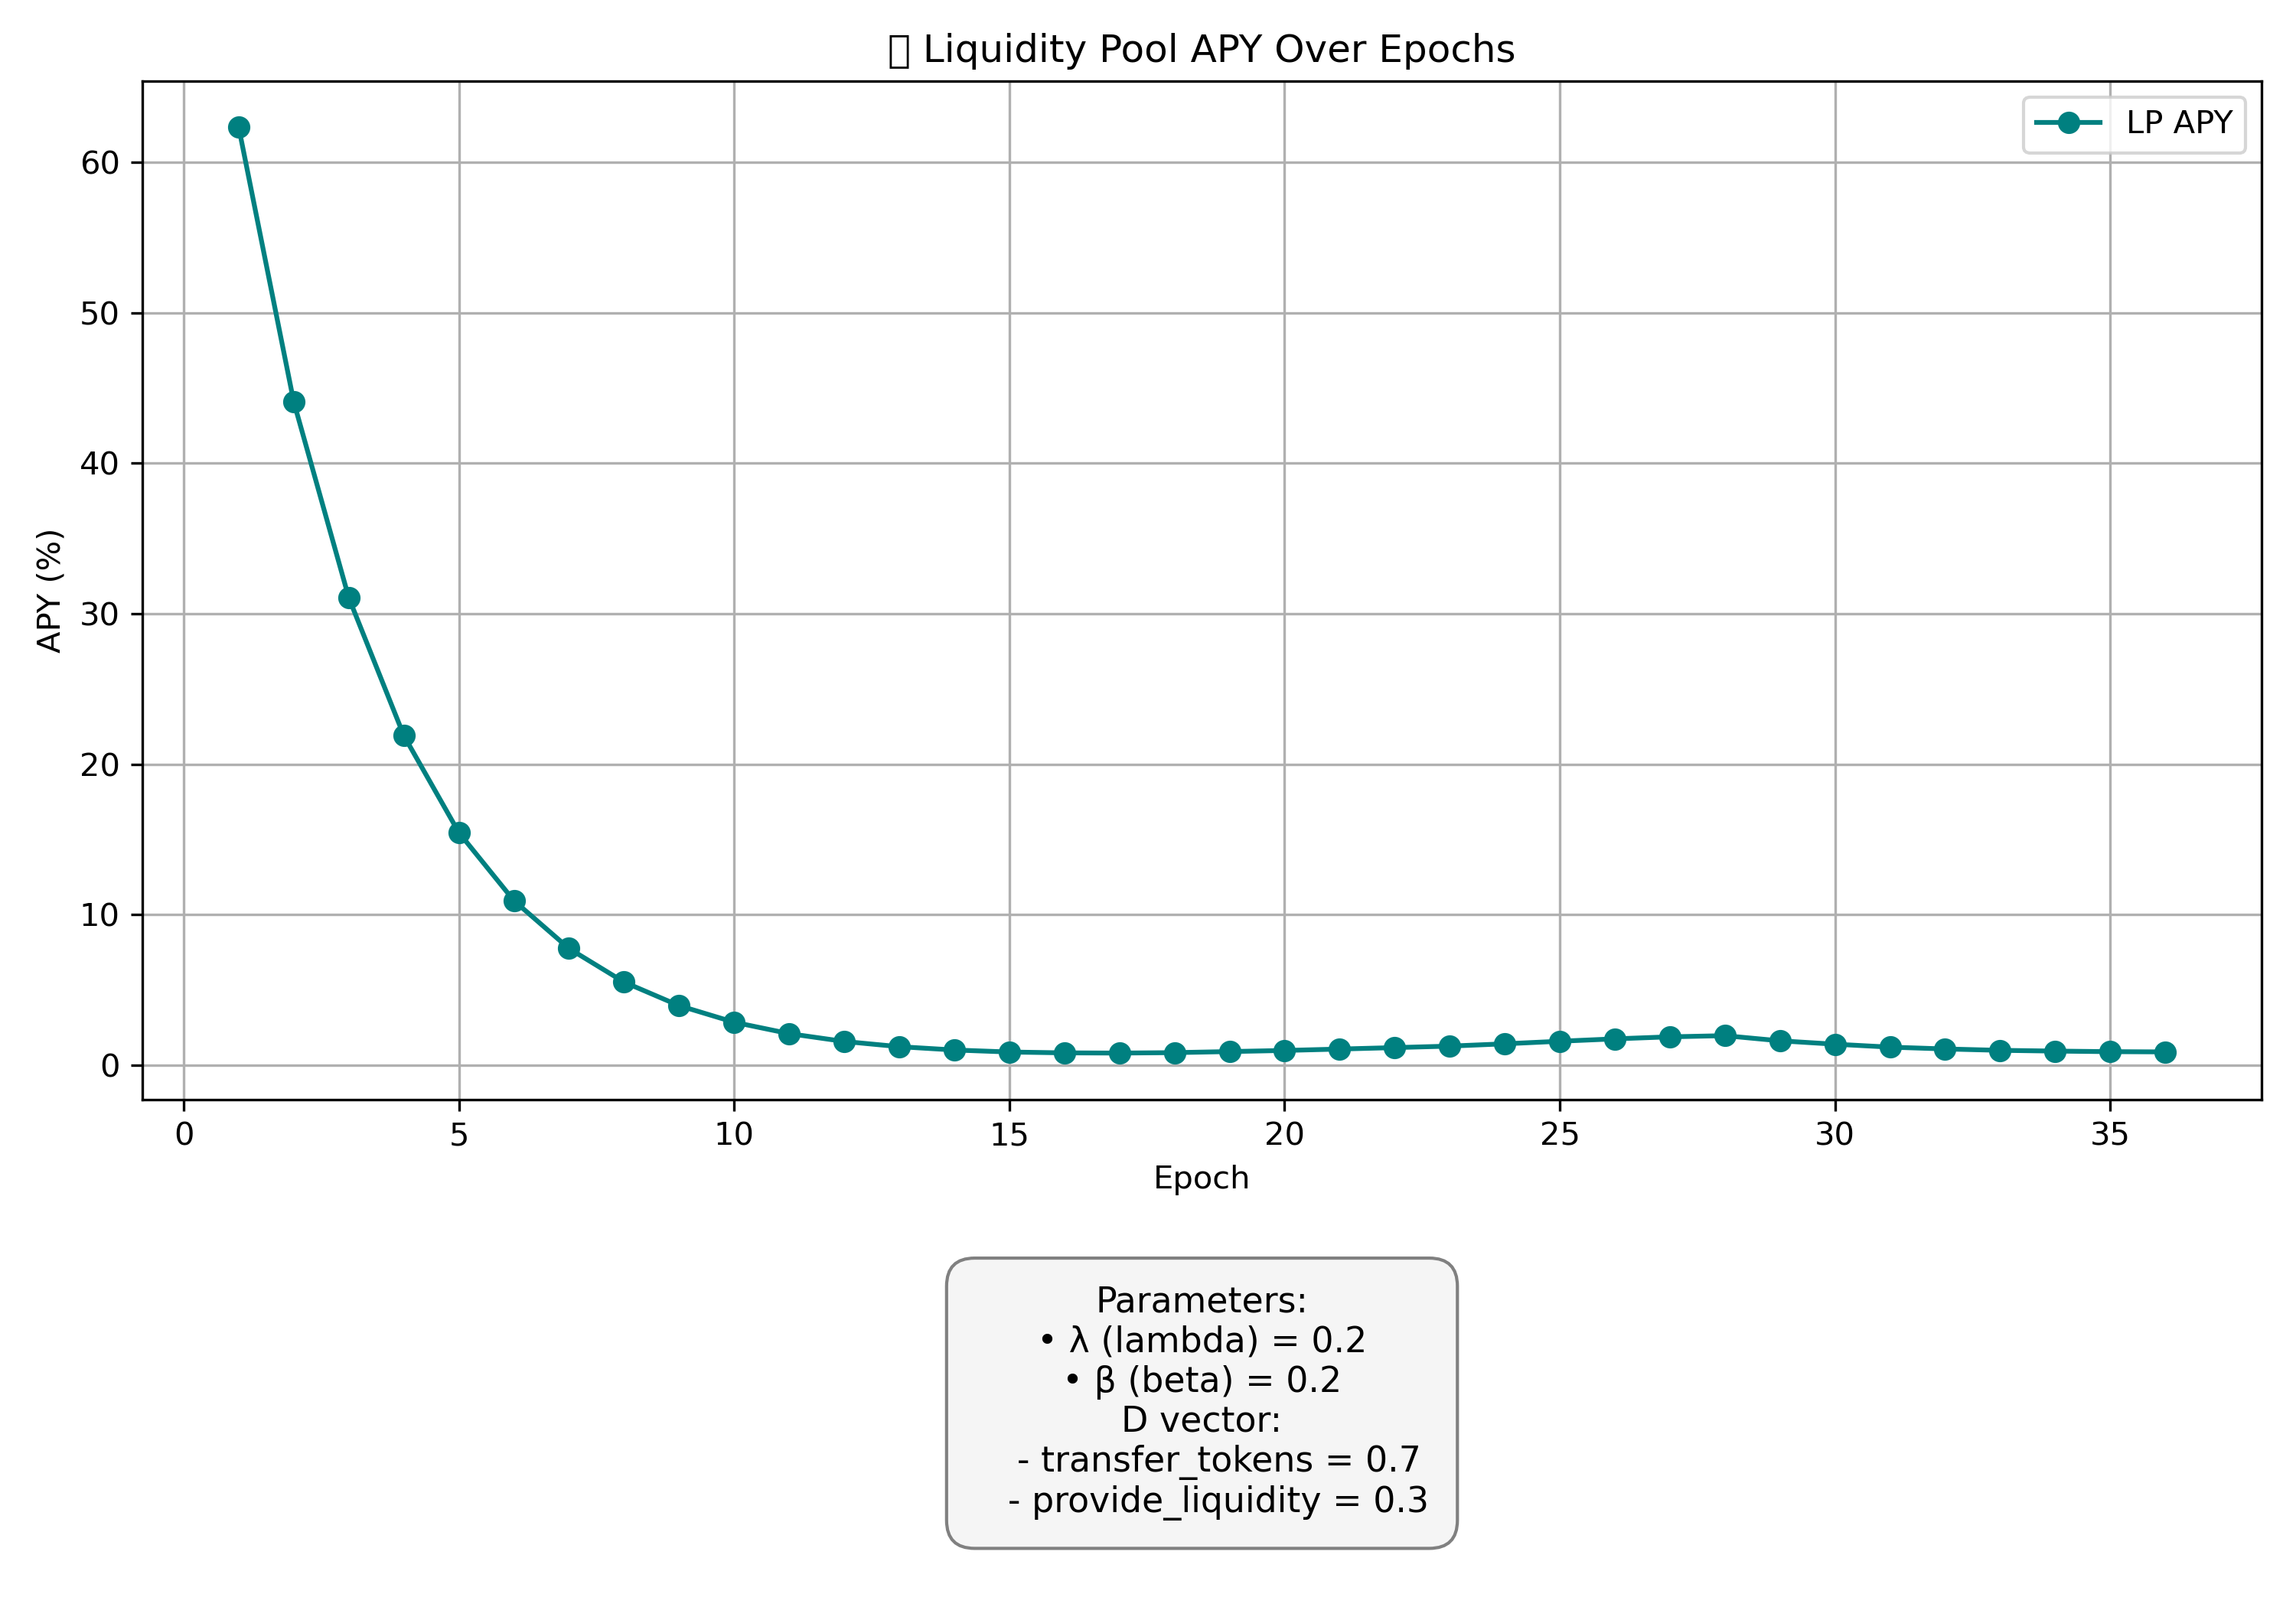 Liquidity Pool APY Over Epochs
LP APY
60
50
40
30
20
10
0
APY (%)
0 5 10 15 20 25 30 35
Epoch
Parameters:
• λ (lambda) = 0.2
• β (beta) = 0.2
D vector:
- transfer_tokens = 0.7
- provide_liquidity = 0.3